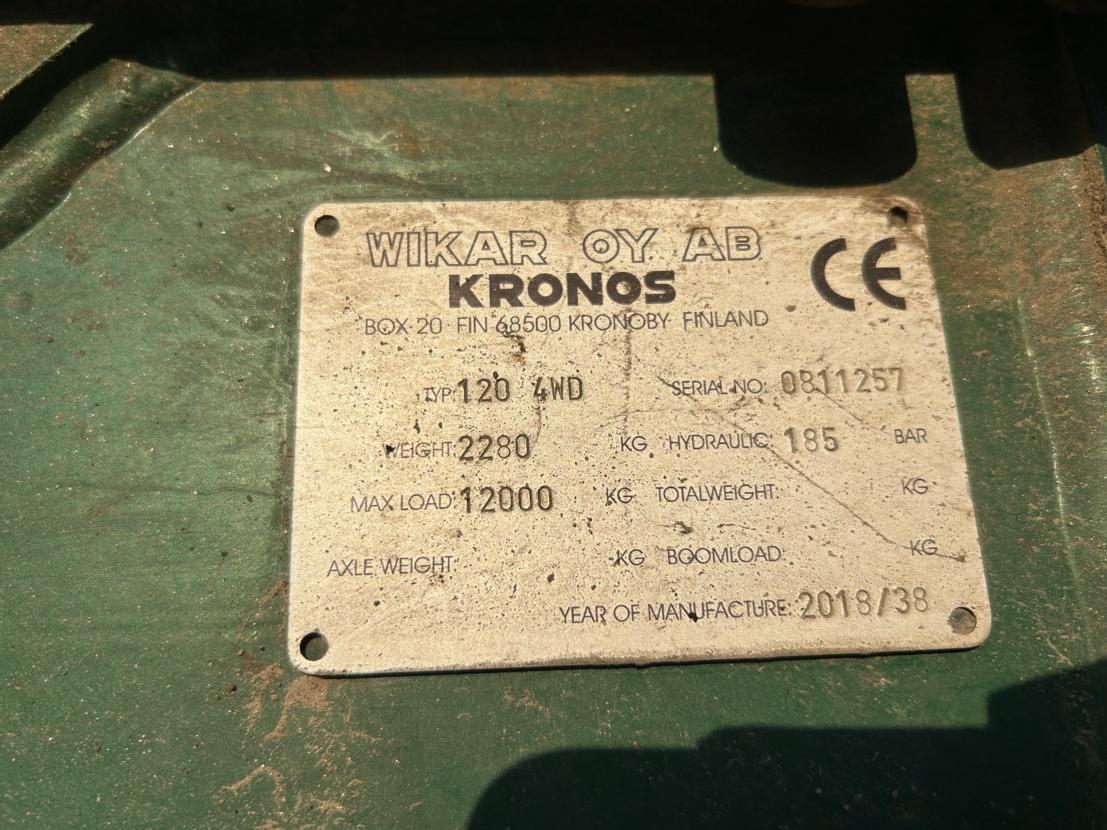 WIKAR OY AB
KRONOS
CE
BOX 20 FIN 68500 KRONOBY FINLAND
TYP: 120 4WD SERIAL NO: 0811257
WEIGHT: 2280 KG HYDRAULIC: 185 BAR
MAX LOAD: 12000 KG TOTALWEIGHT: KG
AXLE WEIGHT: KG BOOMLOAD: KG
YEAR OF MANUFACTURE: 2018/38